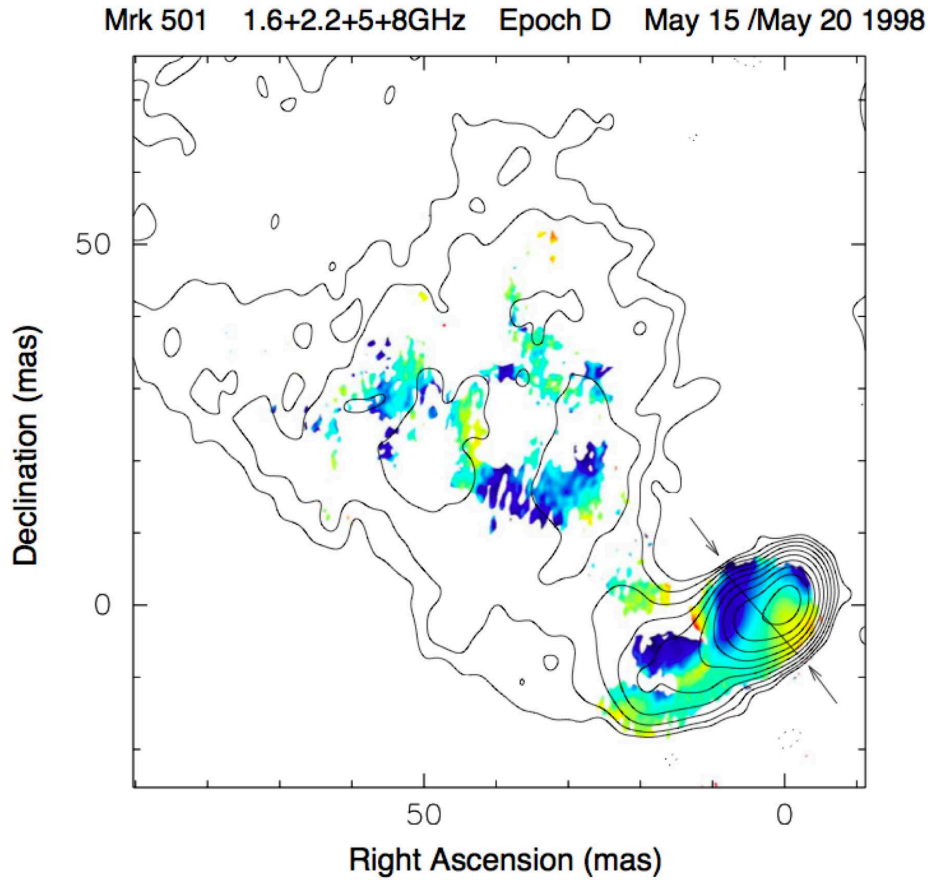 Mrk 501 1.6+2.2+5+8GHz Epoch D May 15 /May 20 1998
50
0
Declination (mas)
50
0
Right Ascension (mas)